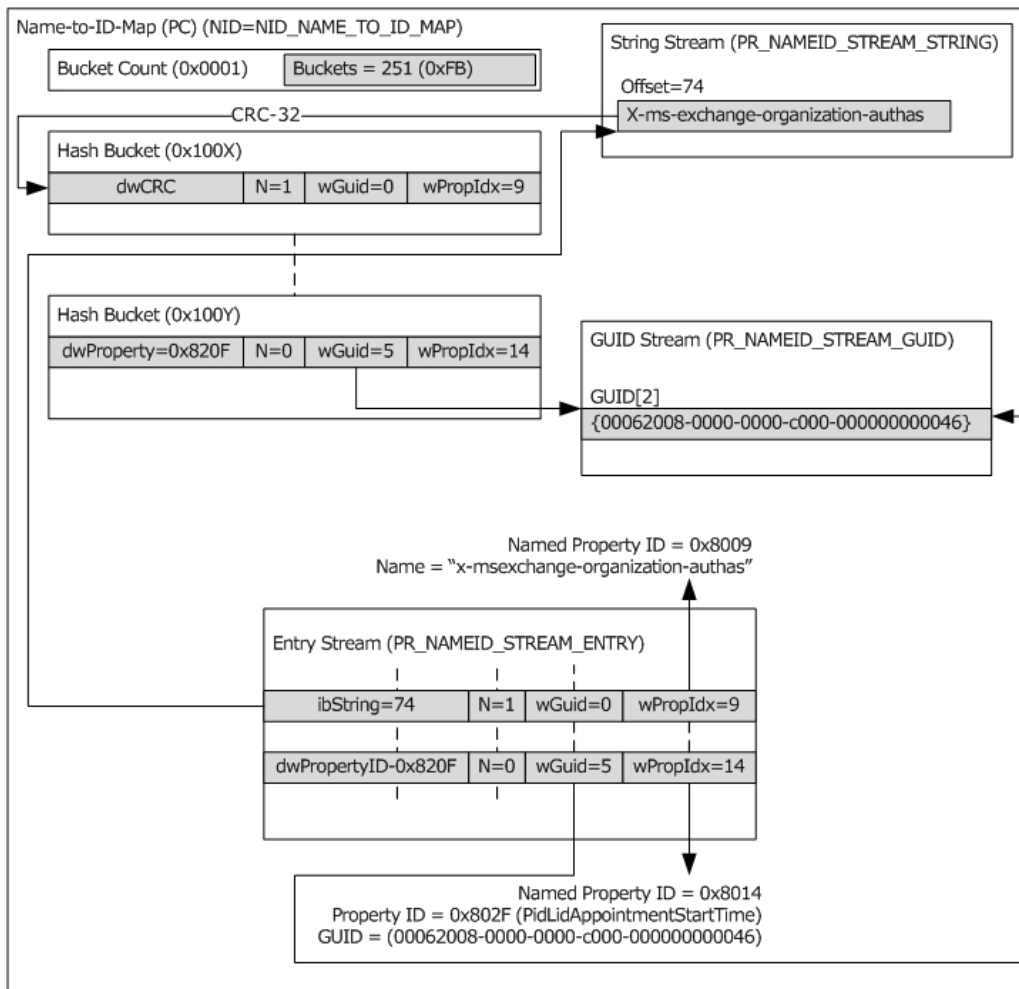 Name-to-ID-Map (PC) (NID=NID_NAME_TO_ID_MAP)
Bucket Count (0x0001)
Buckets = 251 (0xFB)
String Stream (PR_NAMEID_STREAM_STRING)
Offset=74
X-ms-exchange-organization-authas
CRC-32
Hash Bucket (0x100X)
dwCRC
N=1
wGuid=0
wPropIdx=9
Hash Bucket (0x100Y)
dwProperty=0x820F
N=0
wGuid=5
wPropIdx=14
GUID Stream (PR_NAMEID_STREAM_GUID)
GUID[2]
{00062008-0000-0000-c000-000000000046}
Named Property ID = 0x8009
Name = “x-msexchange-organization-authas”
Entry Stream (PR_NAMEID_STREAM_ENTRY)
ibString=74
N=1
wGuid=0
wPropIdx=9
dwPropertyID-0x820F
N=0
wGuid=5
wPropIdx=14
Named Property ID = 0x8014
Property ID = 0x802F (PidLidAppointmentStartTime)
GUID = (00062008-0000-0000-c000-000000000046)